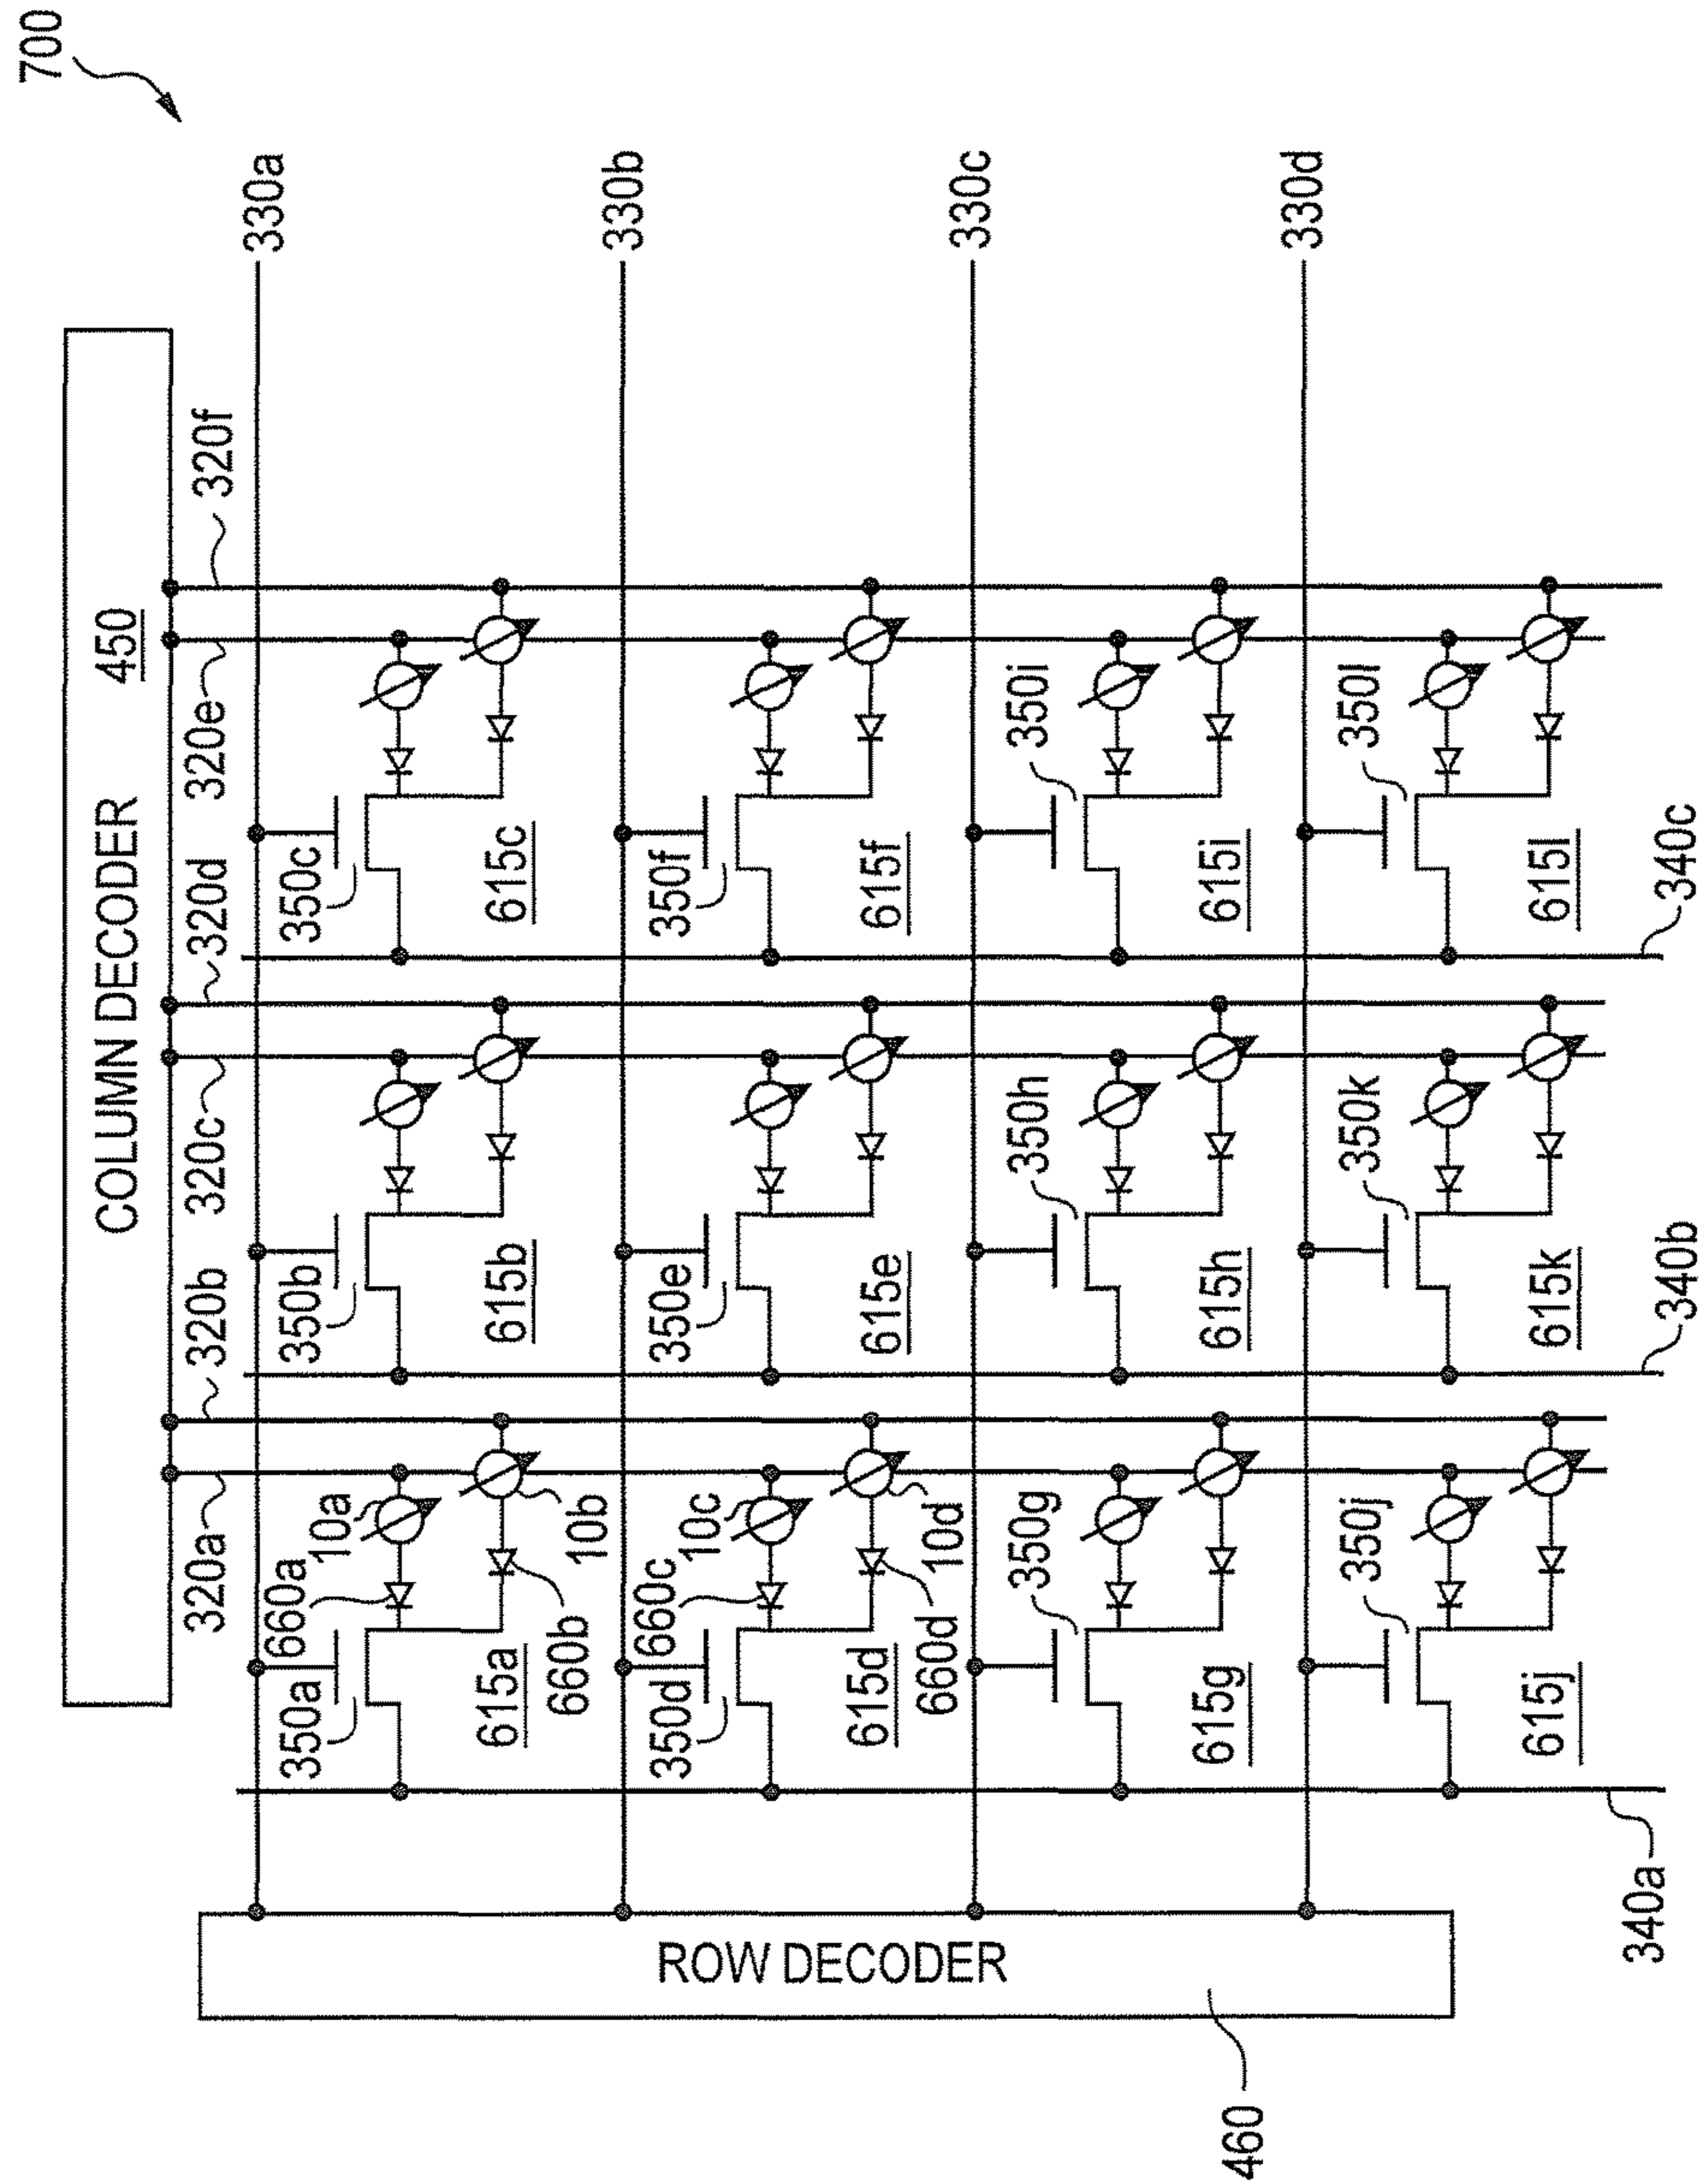 700
COLUMN DECODER 450
320a
320b
320c
320d
320e
320f
330a
350a
660a
10a
350b
350c
615a
660b
10b
615b
615c
330b
350d
660c
10c
350e
350f
615d
660d
10d
615e
615f
330c
350g
350h
350i
615g
615h
615i
330d
350j
350k
350l
615j
615k
615l
340a
340b
340c
ROW DECODER
460